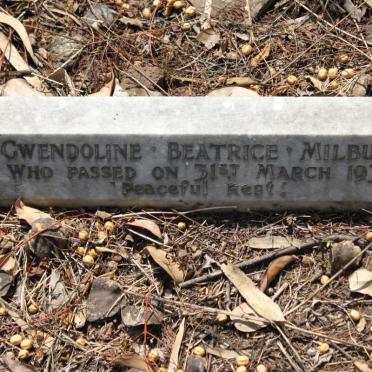 GWENDOLINE · BEATRICE · MILBU
WHO PASSED ON 31ST MARCH 19
Peaceful Rest.